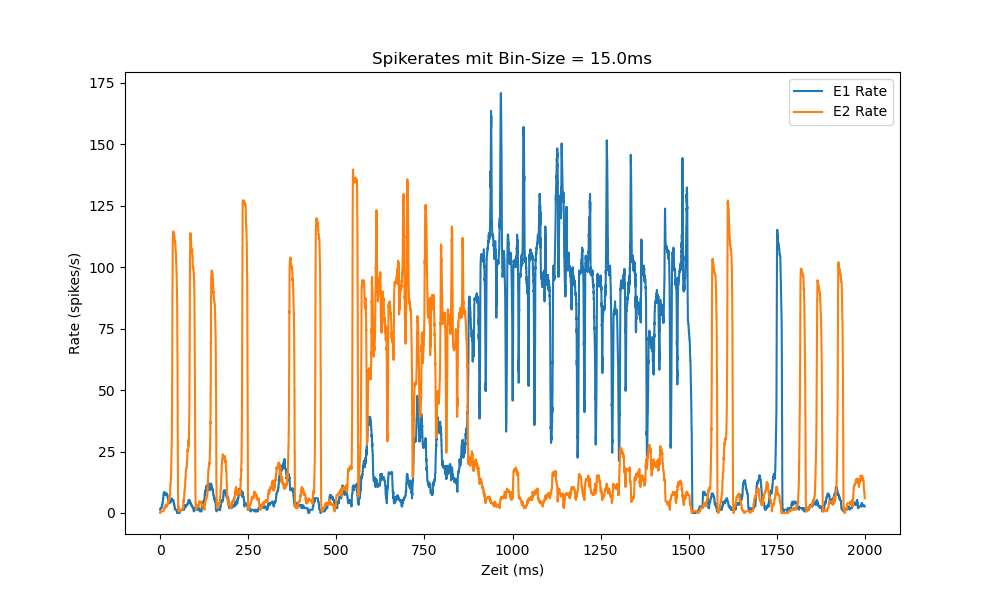 Spikerates mit Bin-Size = 15.0ms
E1 Rate
E2 Rate
Rate (spikes/s)
175
150
125
100
75
50
25
0
0 250 500 750 1000 1250 1500 1750 2000
Zeit (ms)